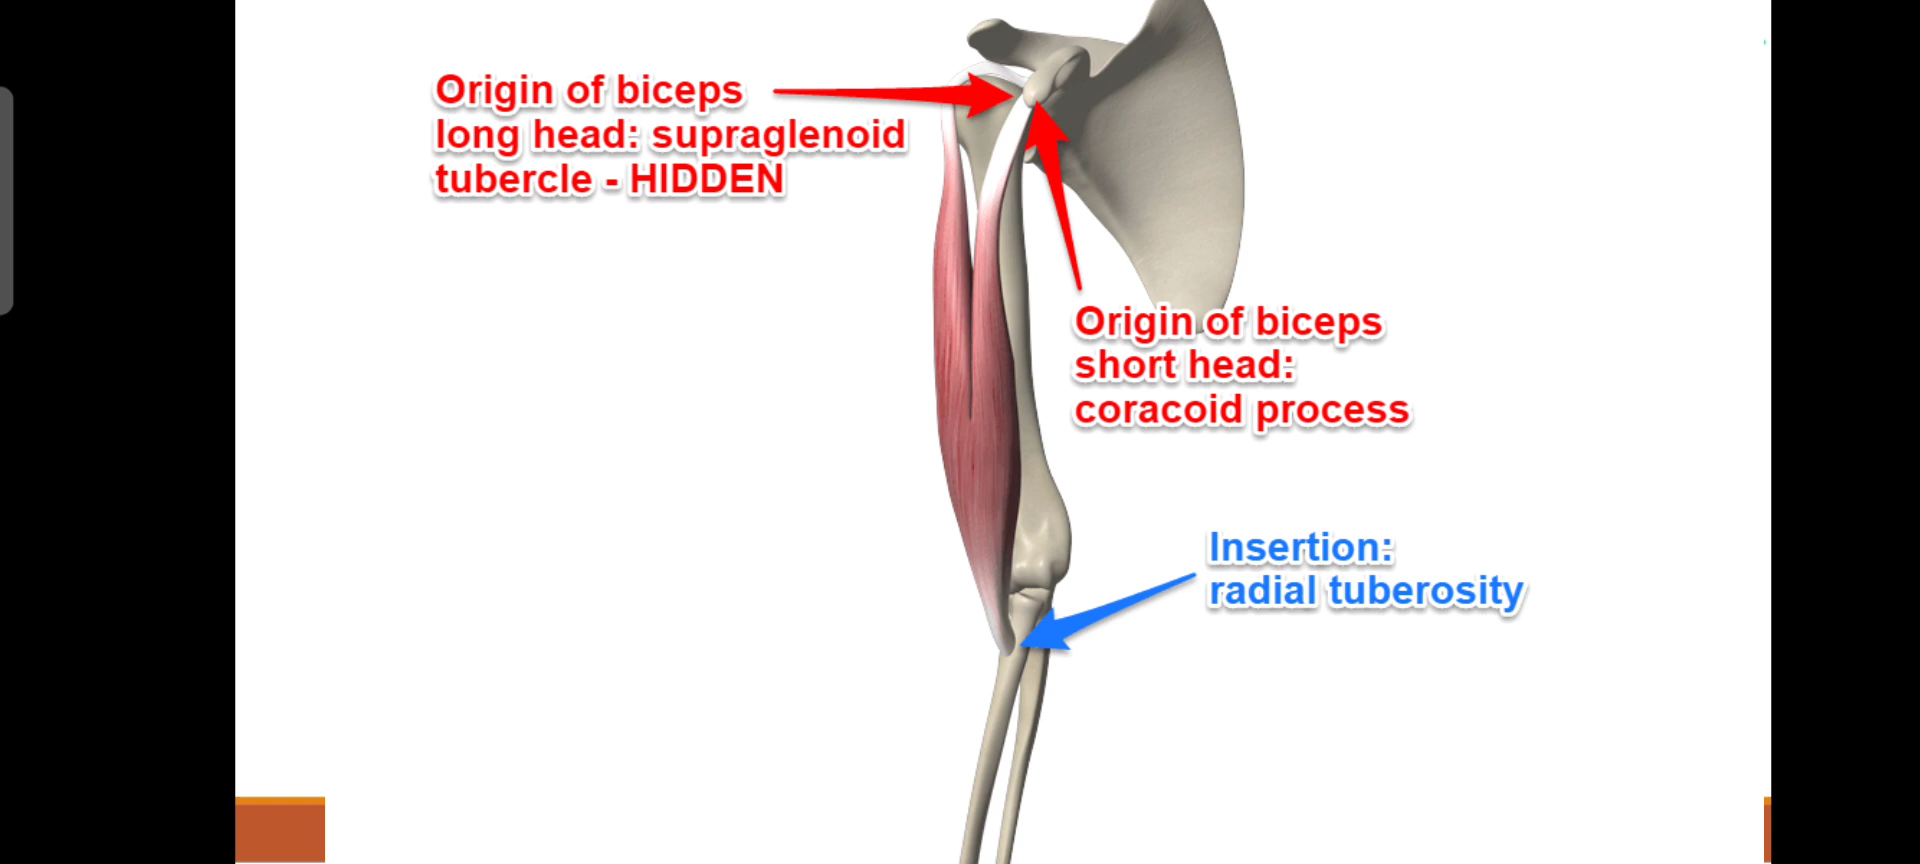 Origin of biceps
long head: supraglenoid
tubercle - HIDDEN
Origin of biceps
short head:
coracoid process
Insertion:
radial tuberosity